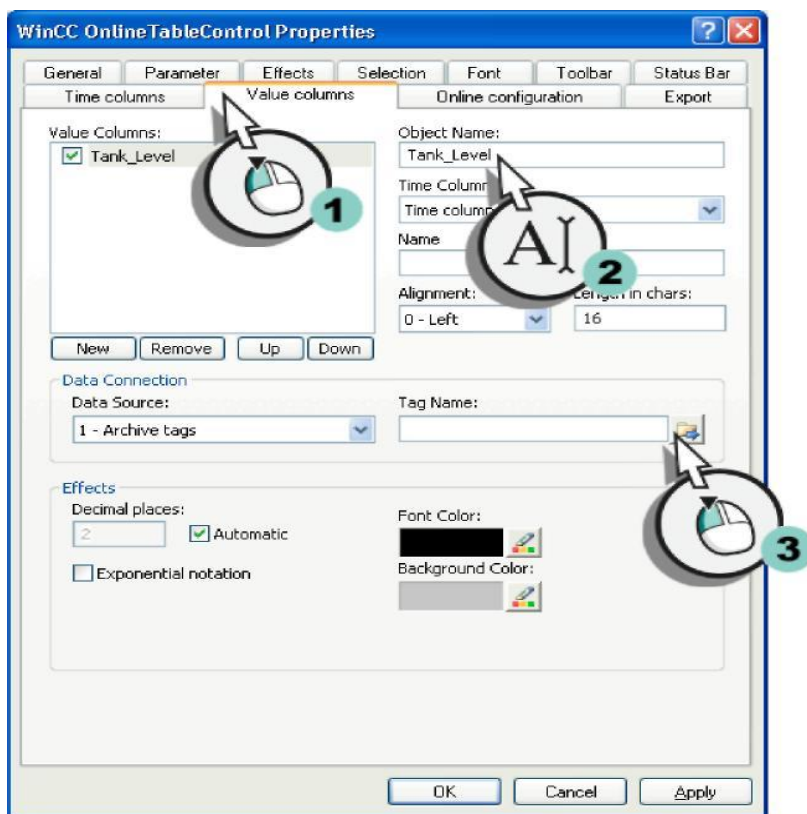 WinCC OnlineTableControl Properties
General Parameter Effects Selection Font Toolbar Status Bar
Time columns Value columns Online configuration Export
Value Columns:
Tank_Level
Object Name:
Tank_Level
Time Column
Time column
Name
Alignment: Length in chars:
0 - Left 16
New Remove Up Down
1
A
2
Data Connection
Data Source:
1 - Archive tags
Tag Name:
3
Effects
Decimal places:
2 Automatic
Exponential notation
Font Color:
Background Color:
OK Cancel Apply